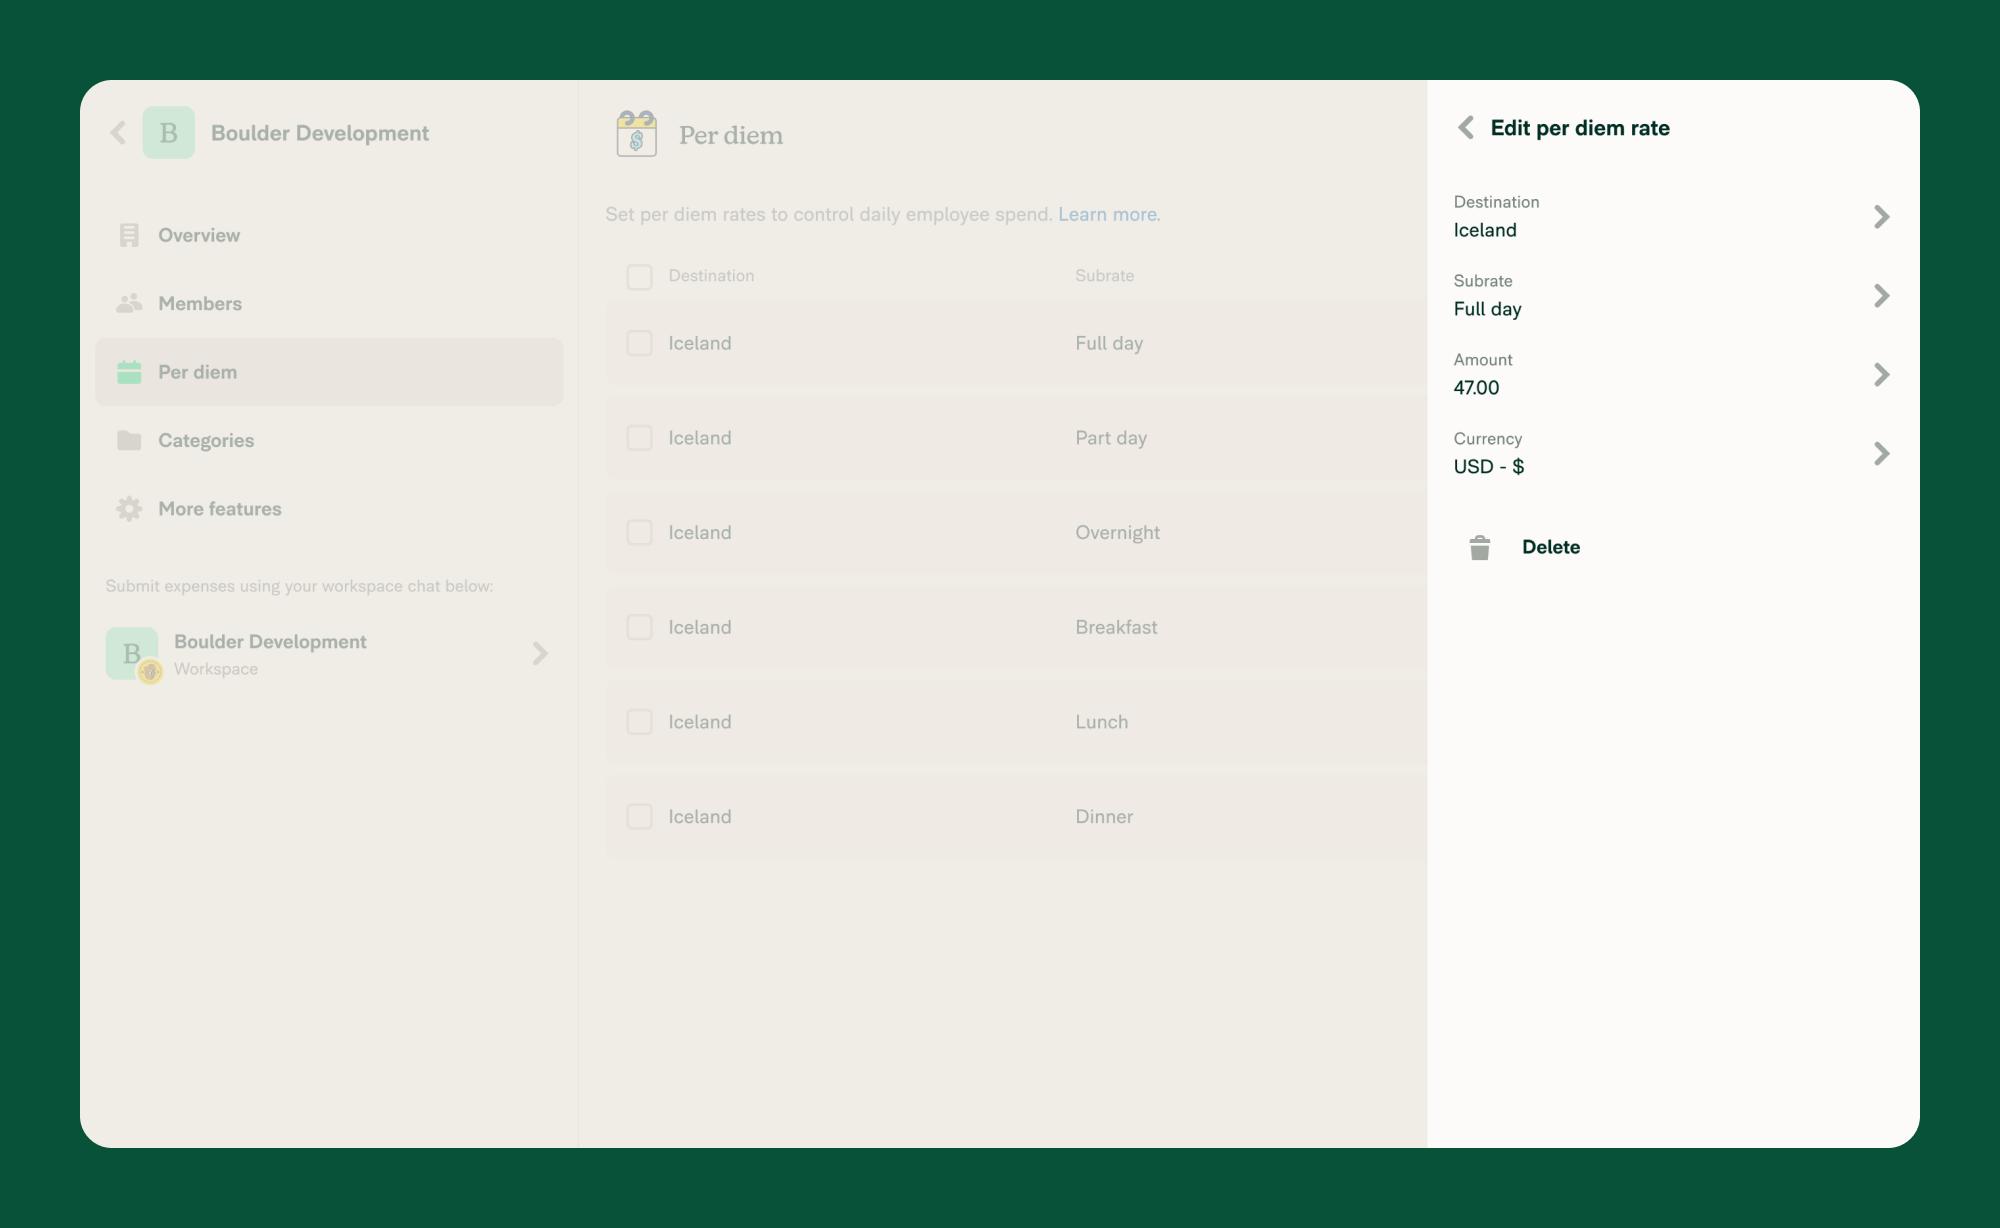 B
Boulder Development
Overview
Members
Per diem
Categories
More features
Submit expenses using your workspace chat below:
B
Boulder Development
Workspace
$
Per diem
Set per diem rates to control daily employee spend. Learn more.
Destination Subrate
Iceland Full day
Iceland Part day
Iceland Overnight
Iceland Breakfast
Iceland Lunch
Iceland Dinner
Edit per diem rate
Destination
Iceland
Subrate
Full day
Amount
47.00
Currency
USD - $
Delete